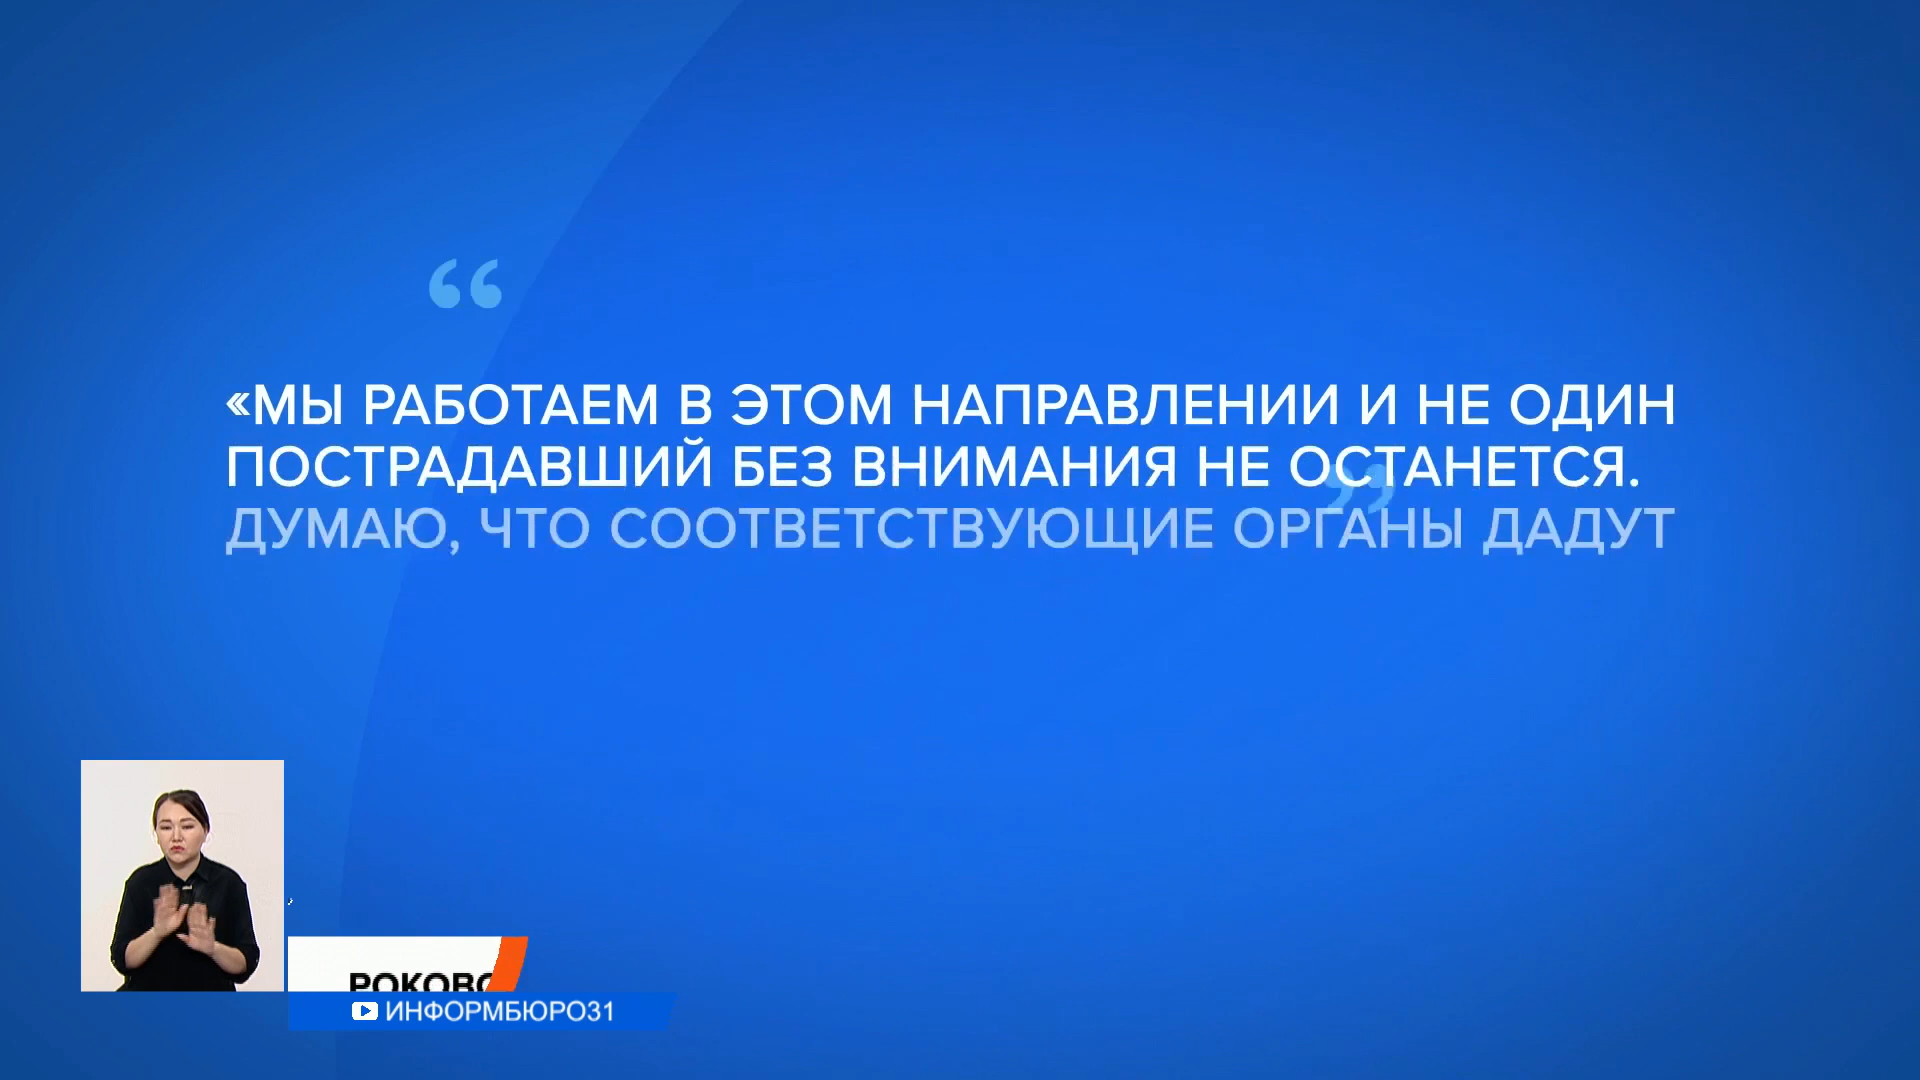 «МЫ РАБОТАЕМ В ЭТОМ НАПРАВЛЕНИИ И НЕ ОДИН
ПОСТРАДАВШИЙ БЕЗ ВНИМАНИЯ НЕ ОСТАНЕТСЯ.
ДУМАЮ, ЧТО СООТВЕТСТВУЮЩИЕ ОРГАНЫ ДАДУТ
ИНФОРМБЮРО31